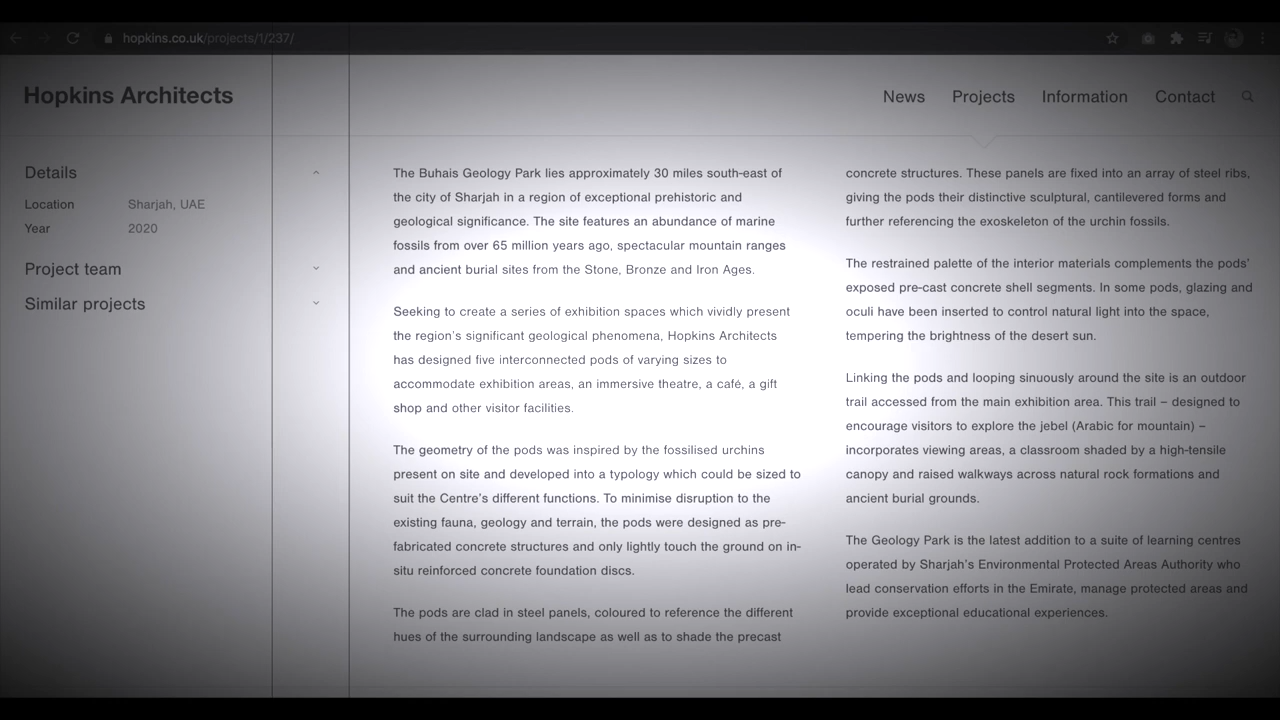 hopkins.co.uk/projects/1/237/
Hopkins Architects
News Projects Information Contact
Details
Location Sharjah, UAE
Year 2020
Project team
Similar projects
The Buhais Geology Park lies approximately 30 miles south-east of
the city of Sharjah in a region of exceptional prehistoric and
geological significance. The site features an abundance of marine
fossils from over 65 million years ago, spectacular mountain ranges
and ancient burial sites from the Stone, Bronze and Iron Ages.
Seeking to create a series of exhibition spaces which vividly present
the region's significant geological phenomena, Hopkins Architects
has designed five interconnected pods of varying sizes to
accommodate exhibition areas, an immersive theatre, a café, a gift
shop and other visitor facilities.
The geometry of the pods was inspired by the fossilised urchins
present on site and developed into a typology which could be sized to
suit the Centre's different functions. To minimise disruption to the
existing fauna, geology and terrain, the pods were designed as pre-
fabricated concrete structures and only lightly touch the ground on in-
situ reinforced concrete foundation discs.
The pods are clad in steel panels, coloured to reference the different
hues of the surrounding landscape as well as to shade the precast
concrete structures. These panels are fixed into an array of steel ribs,
giving the pods their distinctive sculptural, cantilevered forms and
further referencing the exoskeleton of the urchin fossils.
The restrained palette of the interior materials complements the pods'
exposed pre-cast concrete shell segments. In some pods, glazing and
oculi have been inserted to control natural light into the space,
tempering the brightness of the desert sun.
Linking the pods and looping sinuously around the site is an outdoor
trail accessed from the main exhibition area. This trail – designed to
encourage visitors to explore the jebel (Arabic for mountain) –
incorporates viewing areas, a classroom shaded by a high-tensile
canopy and raised walkways across natural rock formations and
ancient burial grounds.
The Geology Park is the latest addition to a suite of learning centres
operated by Sharjah's Environmental Protected Areas Authority who
lead conservation efforts in the Emirate, manage protected areas and
provide exceptional educational experiences.